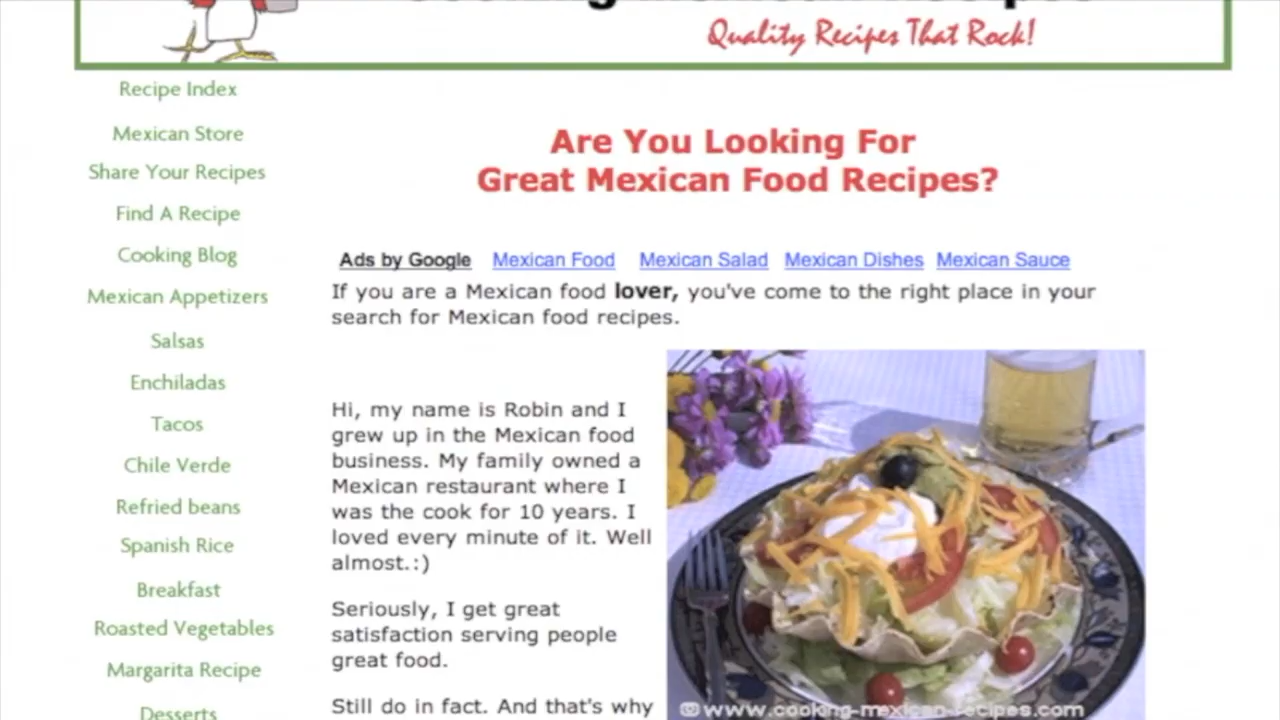 Cooking Mexican Recipes
Quality Recipes That Rock!
Recipe Index
Mexican Store
Share Your Recipes
Find A Recipe
Cooking Blog
Mexican Appetizers
Salsas
Enchiladas
Tacos
Chile Verde
Refried beans
Spanish Rice
Breakfast
Roasted Vegetables
Margarita Recipe
Desserts
Are You Looking For
Great Mexican Food Recipes?
Ads by Google Mexican Food Mexican Salad Mexican Dishes Mexican Sauce
If you are a Mexican food lover, you've come to the right place in your
search for Mexican food recipes.
Hi, my name is Robin and I
grew up in the Mexican food
business. My family owned a
Mexican restaurant where I
was the cook for 10 years. I
loved every minute of it. Well
almost.:)
Seriously, I get great
satisfaction serving people
great food.
Still do in fact. And that's why
© www.cooking-mexican-recipes.com